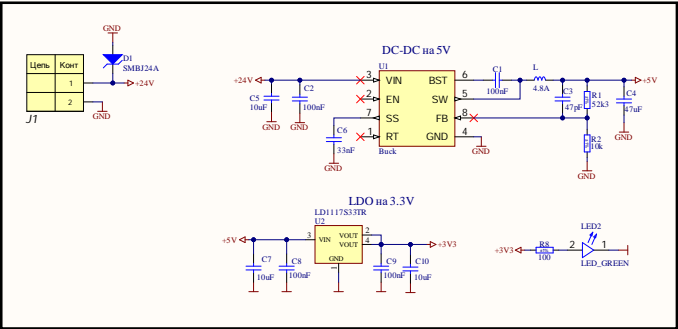 DC-DC на 5V
GND
D1
SMBJ24A
Цепь Конт
1
2
+24V
GND
J1
+24V
C5
10uF
GND
C2
100nF
GND
U1
3 VIN
2 EN
7 SS
1 RT
BST 6
SW 5
FB 8
GND 4
Buck
C6
33nF
GND
GND
C1
100nF
L
4.8A
C3
47pF
R1
52k3
R2
10k
GND
+5V
C4
47uF
GND
LDO на 3.3V
LD1117S33TR
U2
+5V
3 VIN
VOUT 2
VOUT 4
GND
1
+3V3
C7
10uF
C8
100nF
C9
100nF
C10
10uF
+3V3
R8
100
LED2
2 1
LED_GREEN